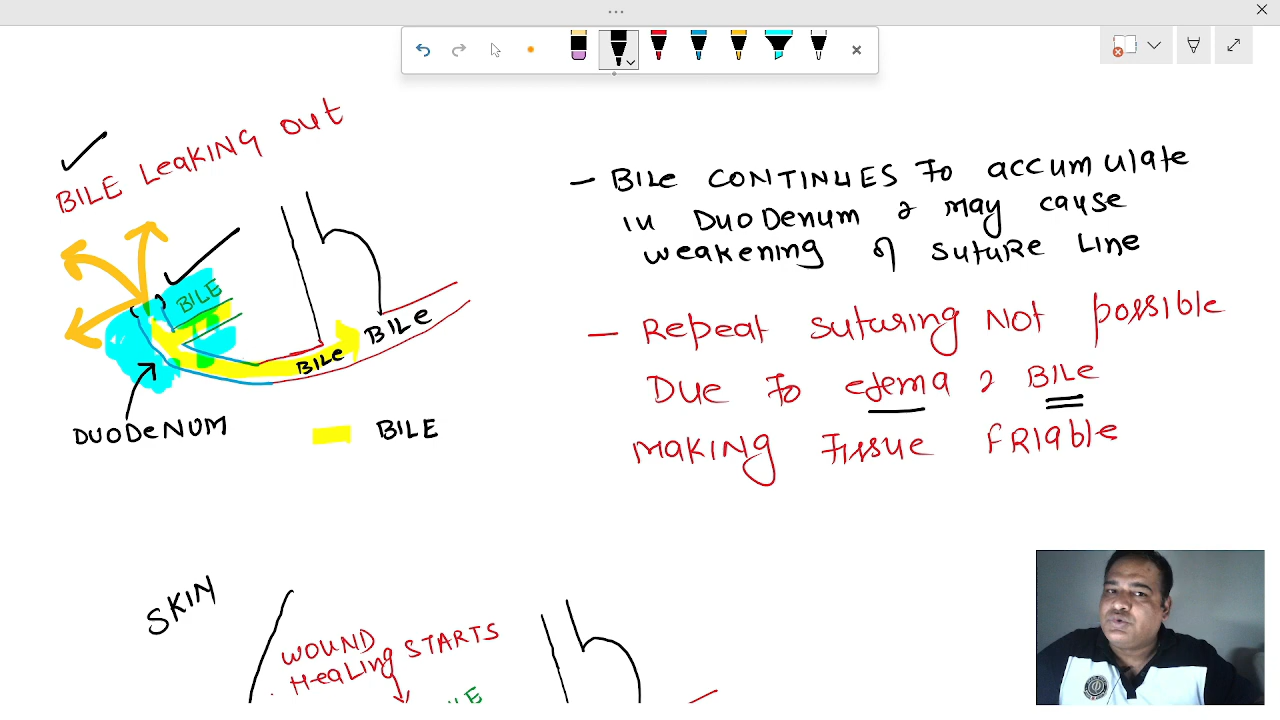 BILE LeaKING out
BILE
BILe
BILe
DUODeNUM
BILE
- BILe CONTINUES To accumulate
in DuoDenum & may cause
weakening of sutuRe Line
- Repeat suturing Not possible
Due To edema & BILe
MaKING Tissue fRiable
SKIN
WOUND
Healing STARTS